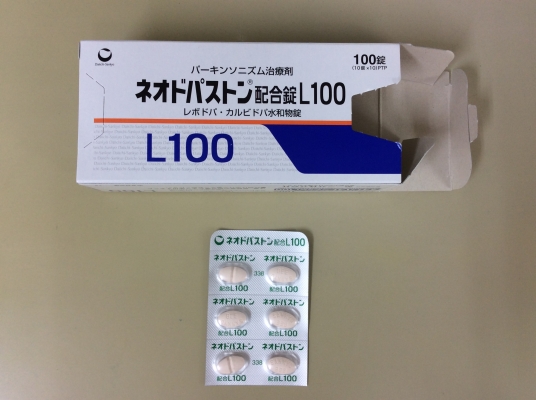 パーキンソニズム治療剤
100錠
(10錠×10)PTP
ネオドパストン®配合錠L100
レボドパ・カルビドパ水和物錠
L100
ネオドパストン配合L100
ネオドパストン ネオドパストン
338
配合L100 配合L100
ネオドパストン ネオドパストン
配合L100 配合L100
ネオドパストン ネオドパストン
338
配合L100 配合L100